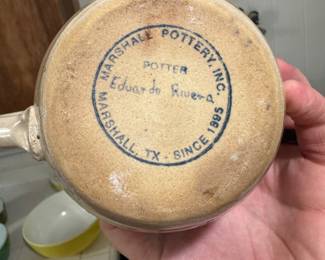 MARSHALL POTTERY, INC.
POTTER
Eduardo Rivera
MARSHALL, TX - SINCE 1895